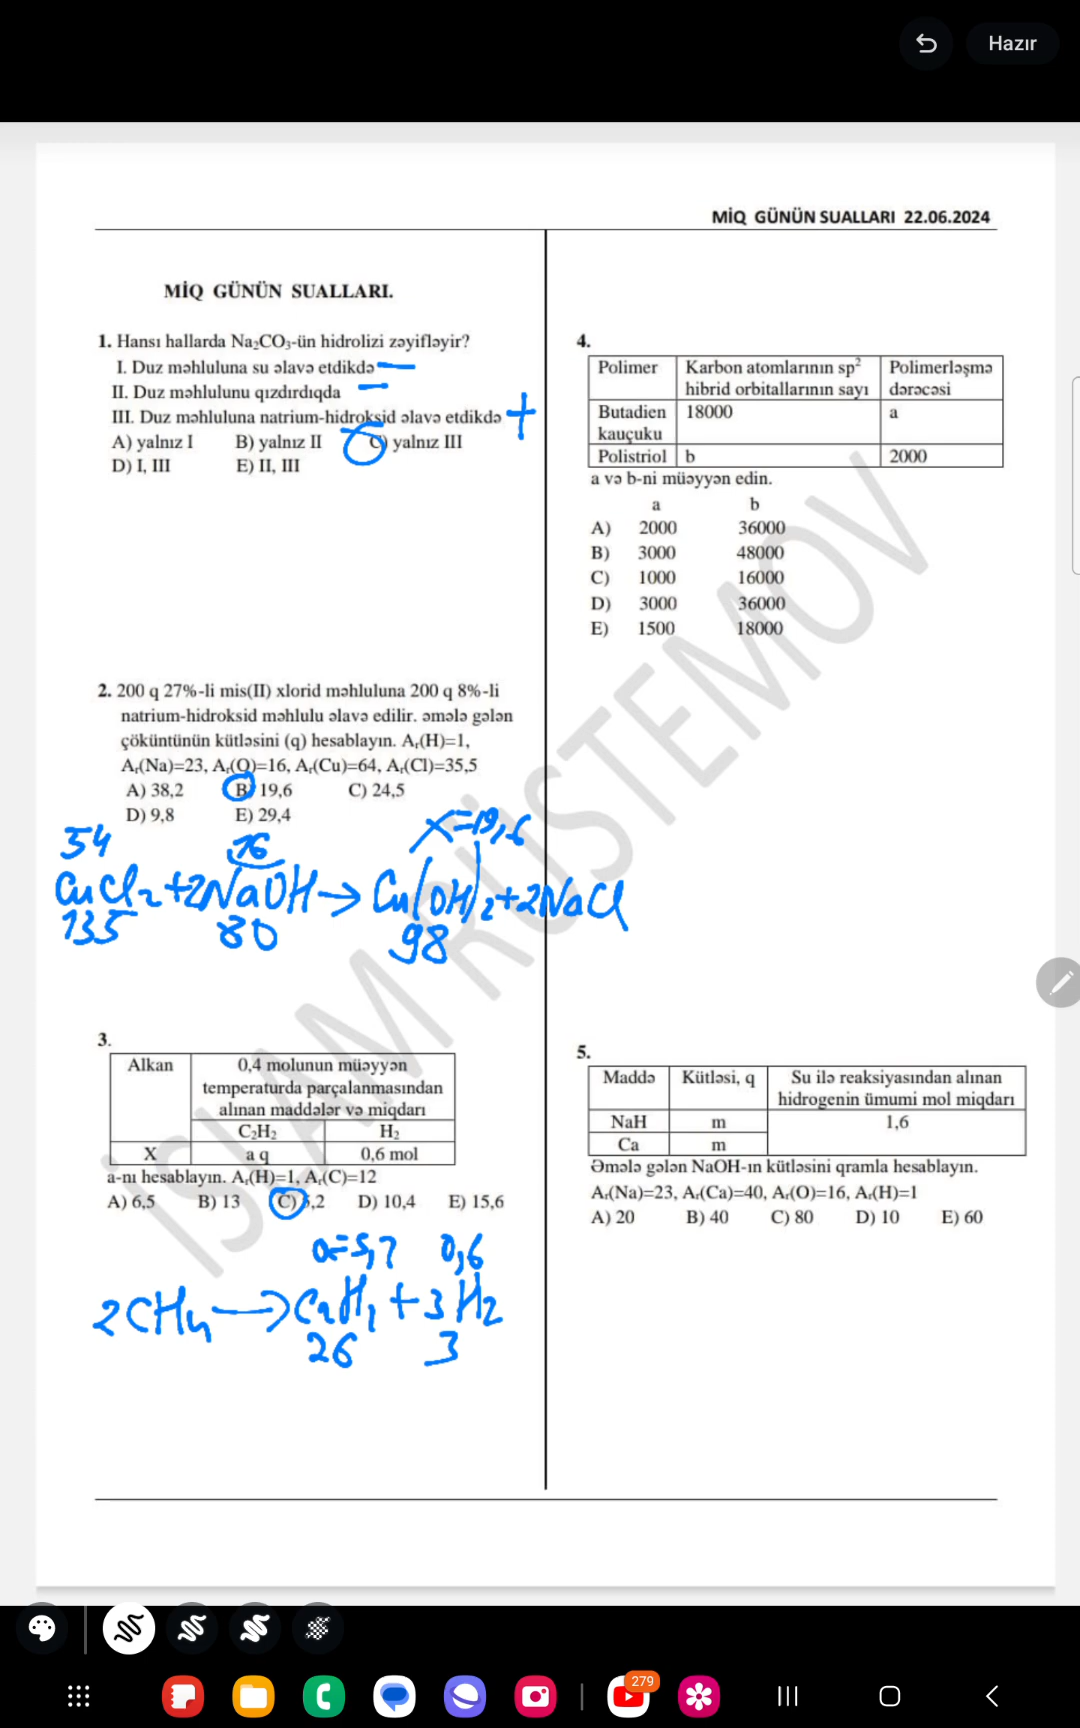 Hazır
MİQ GÜNÜN SUALLARI 22.06.2024
MİQ GÜNÜN SUALLARI.
1. Hansı hallarda Na₂CO₃-ün hidrolizi zəyifləyir?
I. Duz məhluluna su əlavə etdikdə –
II. Duz məhlulunu qızdırdıqda –
III. Duz məhluluna natrium-hidroksid əlavə etdikdə +
A) yalnız I B) yalnız II C) yalnız III
D) I, III E) II, III
2. 200 q 27%-li mis(II) xlorid məhluluna 200 q 8%-li
natrium-hidroksid məhlulu əlavə edilir. əmələ gələn
çöküntünün kütləsini (q) hesablayın. Aᵣ(H)=1,
Aᵣ(Na)=23, Aᵣ(O)=16, Aᵣ(Cu)=64, Aᵣ(Cl)=35,5
A) 38,2 B) 19,6 C) 24,5
D) 9,8 E) 29,4
54 16 x=19,6
CuCl₂+2NaOH→Cu(OH)₂+2NaCl
135 80 98
3.
Alkan 0,4 molunun müəyyən
temperaturda parçalanmasından
alınan maddələr və miqdarı
C₂H₂ H₂
X a q 0,6 mol
a-nı hesablayın. Aᵣ(H)=1, Aᵣ(C)=12
A) 6,5 B) 13 C) 5,2 D) 10,4 E) 15,6
a=5,2 0,6
2CH₄→C₂H₂+3H₂
26 3
4.
Polimer Karbon atomlarının sp² Polimerləşmə
hibrid orbitallarının sayı dərəcəsi
Butadien 18000 a
kauçuku
Polistriol b 2000
a və b-ni müəyyən edin.
a b
A) 2000 36000
B) 3000 48000
C) 1000 16000
D) 3000 36000
E) 1500 18000
5.
Maddə Kütləsi, q Su ilə reaksiyasından alınan
hidrogenin ümumi mol miqdarı
NaH m 1,6
Ca m
Əmələ gələn NaOH-ın kütləsini qramla hesablayın.
Aᵣ(Na)=23, Aᵣ(Ca)=40, Aᵣ(O)=16, Aᵣ(H)=1
A) 20 B) 40 C) 80 D) 10 E) 60
İSLAM RÜSTEMOV
279